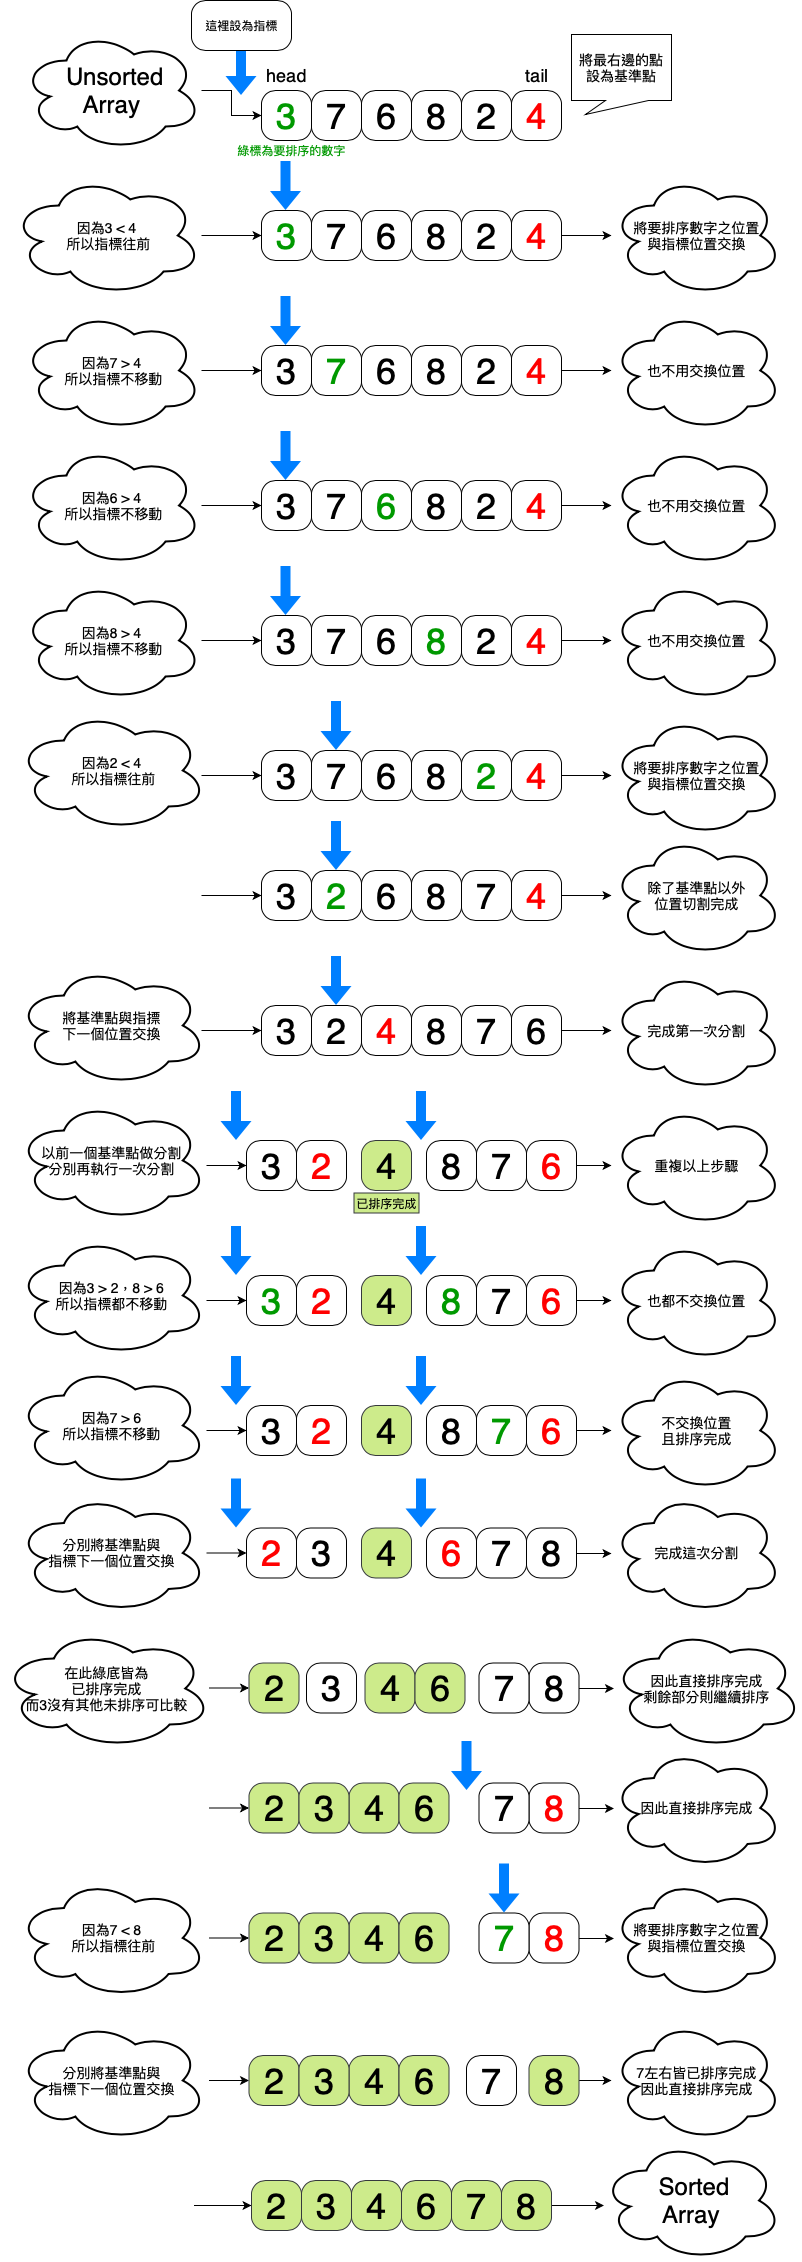 這裡設為指標
將最右邊的點
設為基準點
Unsorted
Array
head
tail
3 7 6 8 2 4
綠標為要排序的數字
因為3 < 4
所以指標往前
3 7 6 8 2 4
將要排序數字之位置
與指標位置交換
因為7 > 4
所以指標不移動
3 7 6 8 2 4
也不用交換位置
因為6 > 4
所以指標不移動
3 7 6 8 2 4
也不用交換位置
因為8 > 4
所以指標不移動
3 7 6 8 2 4
也不用交換位置
因為2 < 4
所以指標往前
3 7 6 8 2 4
將要排序數字之位置
與指標位置交換
3 2 6 8 7 4
除了基準點以外
位置切割完成
將基準點與指標
下一個位置交換
3 2 4 8 7 6
完成第一次分割
以前一個基準點做分割
分別再執行一次分割
3 2 4 8 7 6
已排序完成
重複以上步驟
因為3 > 2，8 > 6
所以指標都不移動
3 2 4 8 7 6
也都不交換位置
因為7 > 6
所以指標不移動
3 2 4 8 7 6
不交換位置
且排序完成
分別將基準點與
指標下一個位置交換
2 3 4 6 7 8
完成這次分割
在此綠底皆為
已排序完成
而3沒有其他未排序可比較
2 3 4 6 7 8
因此直接排序完成
剩餘部分則繼續排序
2 3 4 6 7 8
因此直接排序完成
因為7 < 8
所以指標往前
2 3 4 6 7 8
將要排序數字之位置
與指標位置交換
分別將基準點與
指標下一個位置交換
2 3 4 6 7 8
7左右皆已排序完成
因此直接排序完成
2 3 4 6 7 8
Sorted
Array